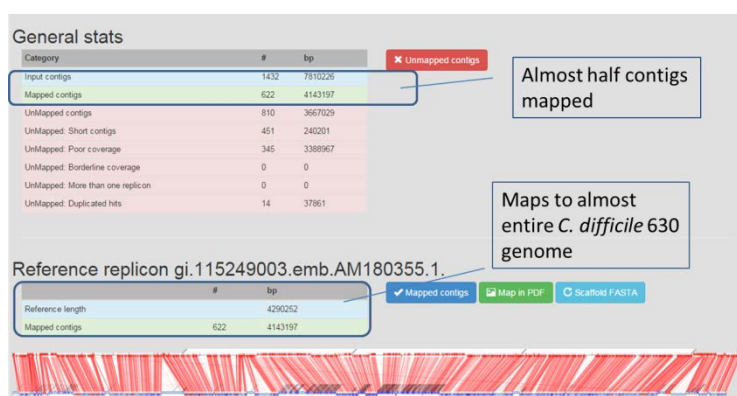 General stats
Category # bp
Input contigs 1432 7810226
Mapped contigs 622 4143197
UnMapped contigs 810 3667029
UnMapped: Short contigs 451 240201
UnMapped: Poor coverage 345 3388967
UnMapped: Borderline coverage 0 0
UnMapped: More than one replicon 0 0
UnMapped: Duplicated hits 14 37861
Unmapped contigs
Almost half contigs
mapped
Maps to almost
entire C. difficile 630
genome
Reference replicon gi.115249003.emb.AM180355.1.
# bp
Reference length 4290252
Mapped contigs 622 4143197
Mapped contigs
Map in PDF
Scaffold FASTA